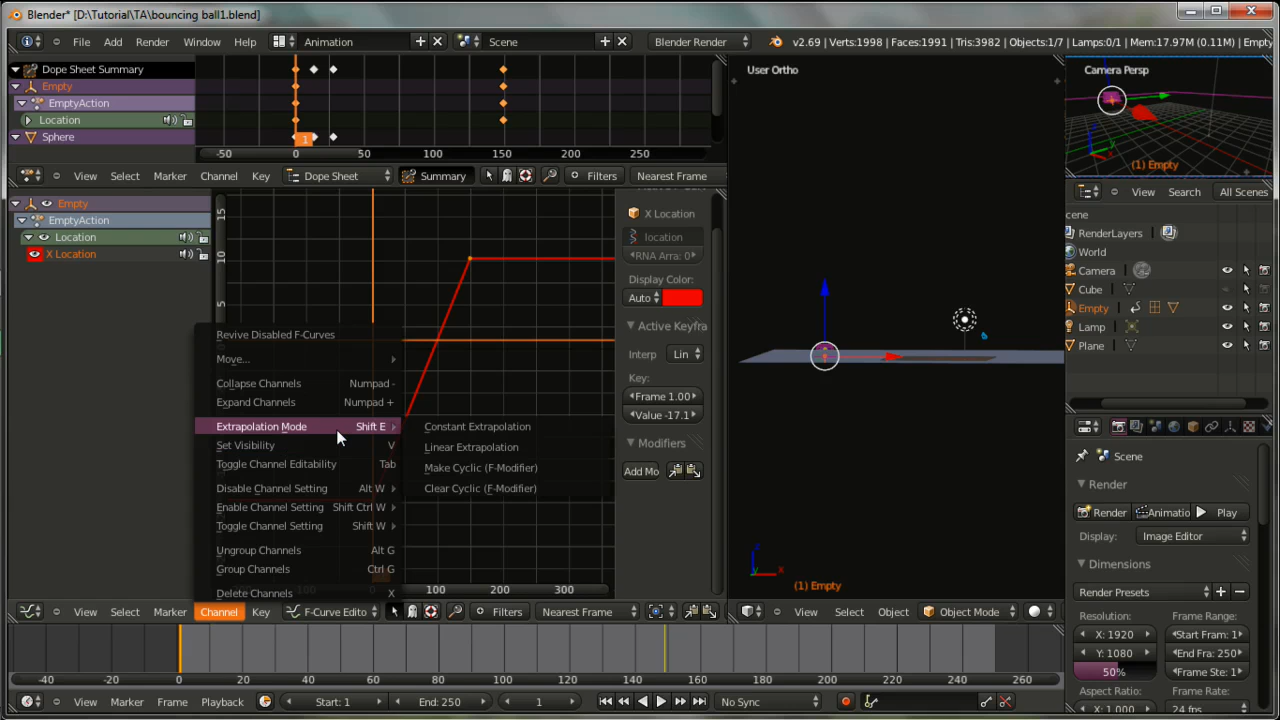 Blender* [D:\Tutorial\TA\bouncing ball1.blend]
File Add Render Window Help Animation Scene Blender Render v2.69 | Verts:1998 | Faces:1991 | Tris:3982 | Objects:1/7 | Lamps:0/1 | Mem:17.97M (0.11M) | Empty
Dope Sheet Summary
Empty
EmptyAction
Location
Sphere
1
-50 0 50 100 150 200 250
View Select Marker Channel Key Dope Sheet Summary Filters Nearest Frame
Empty
EmptyAction
Location
X Location
15
10
5
Revive Disabled F-Curves
Move...
Collapse Channels Numpad -
Expand Channels Numpad +
Extrapolation Mode Shift E
Set Visibility V
Toggle Channel Editability Tab
Disable Channel Setting Alt W
Enable Channel Setting Shift Ctrl W
Toggle Channel Setting Shift W
Ungroup Channels Alt G
Group Channels Ctrl G
Delete Channels X
Constant Extrapolation
Linear Extrapolation
Make Cyclic (F-Modifier)
Clear Cyclic (F-Modifier)
100 200 300
X Location
location
RNA Arra: 0
Display Color:
Auto
Active Keyfra
Interp Lin
Key:
Frame 1.00
Value -17.1
Modifiers
Add Mo
View Select Marker Channel Key F-Curve Edito Filters Nearest Frame
User Ortho
(1) Empty
View Select Object Object Mode
Camera Persp
(1) Empty
View Search All Scenes
cene
RenderLayers
World
Camera
Cube
Empty
Lamp
Plane
Scene
Render
Render Animatio Play
Display: Image Editor
Dimensions
Render Presets
Resolution: Frame Range:
X: 1920 Start Fram: 1
Y: 1080 End Fra: 250
50% Frame Ste: 1
Aspect Ratio: Frame Rate:
X: 1.000 24 fps
-40 -20 0 20 40 60 80 100 120 140 160 180 200 220 240 260
View Marker Frame Playback Start: 1 End: 250 1 No Sync